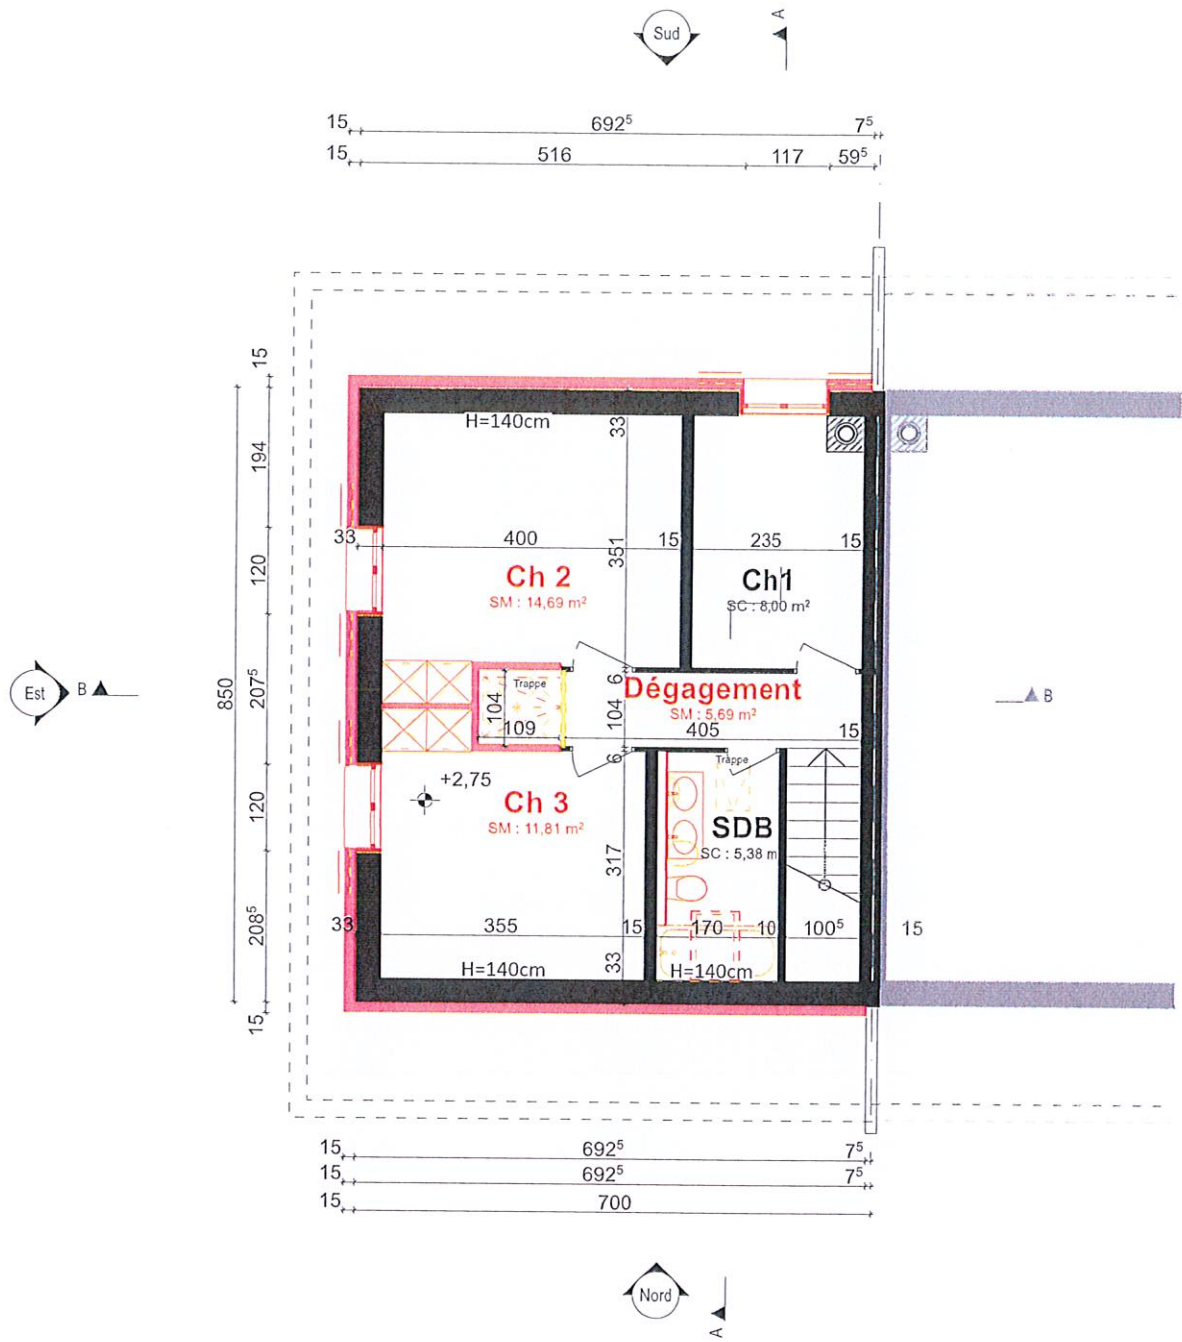 Sud
A
15 692⁵ 7⁵
15 516 117 59⁵
15
194
120
850
207⁵
120
208⁵
15
H=140cm
33
33 400 15 235 15
351
Ch 2
SM : 14,69 m²
Ch1
SC : 8,00 m²
Est
B
B
Trappe
104
109
6
104
6
Dégagement
SM : 5,69 m²
405 15
Trappe
+2,75
Ch 3
SM : 11,81 m²
SDB
SC : 5,38 m
317
33 355 15 170 10 100⁵ 15
33
H=140cm
H=140cm
15 692⁵ 7⁵
15 692⁵ 7⁵
15 700
Nord
A